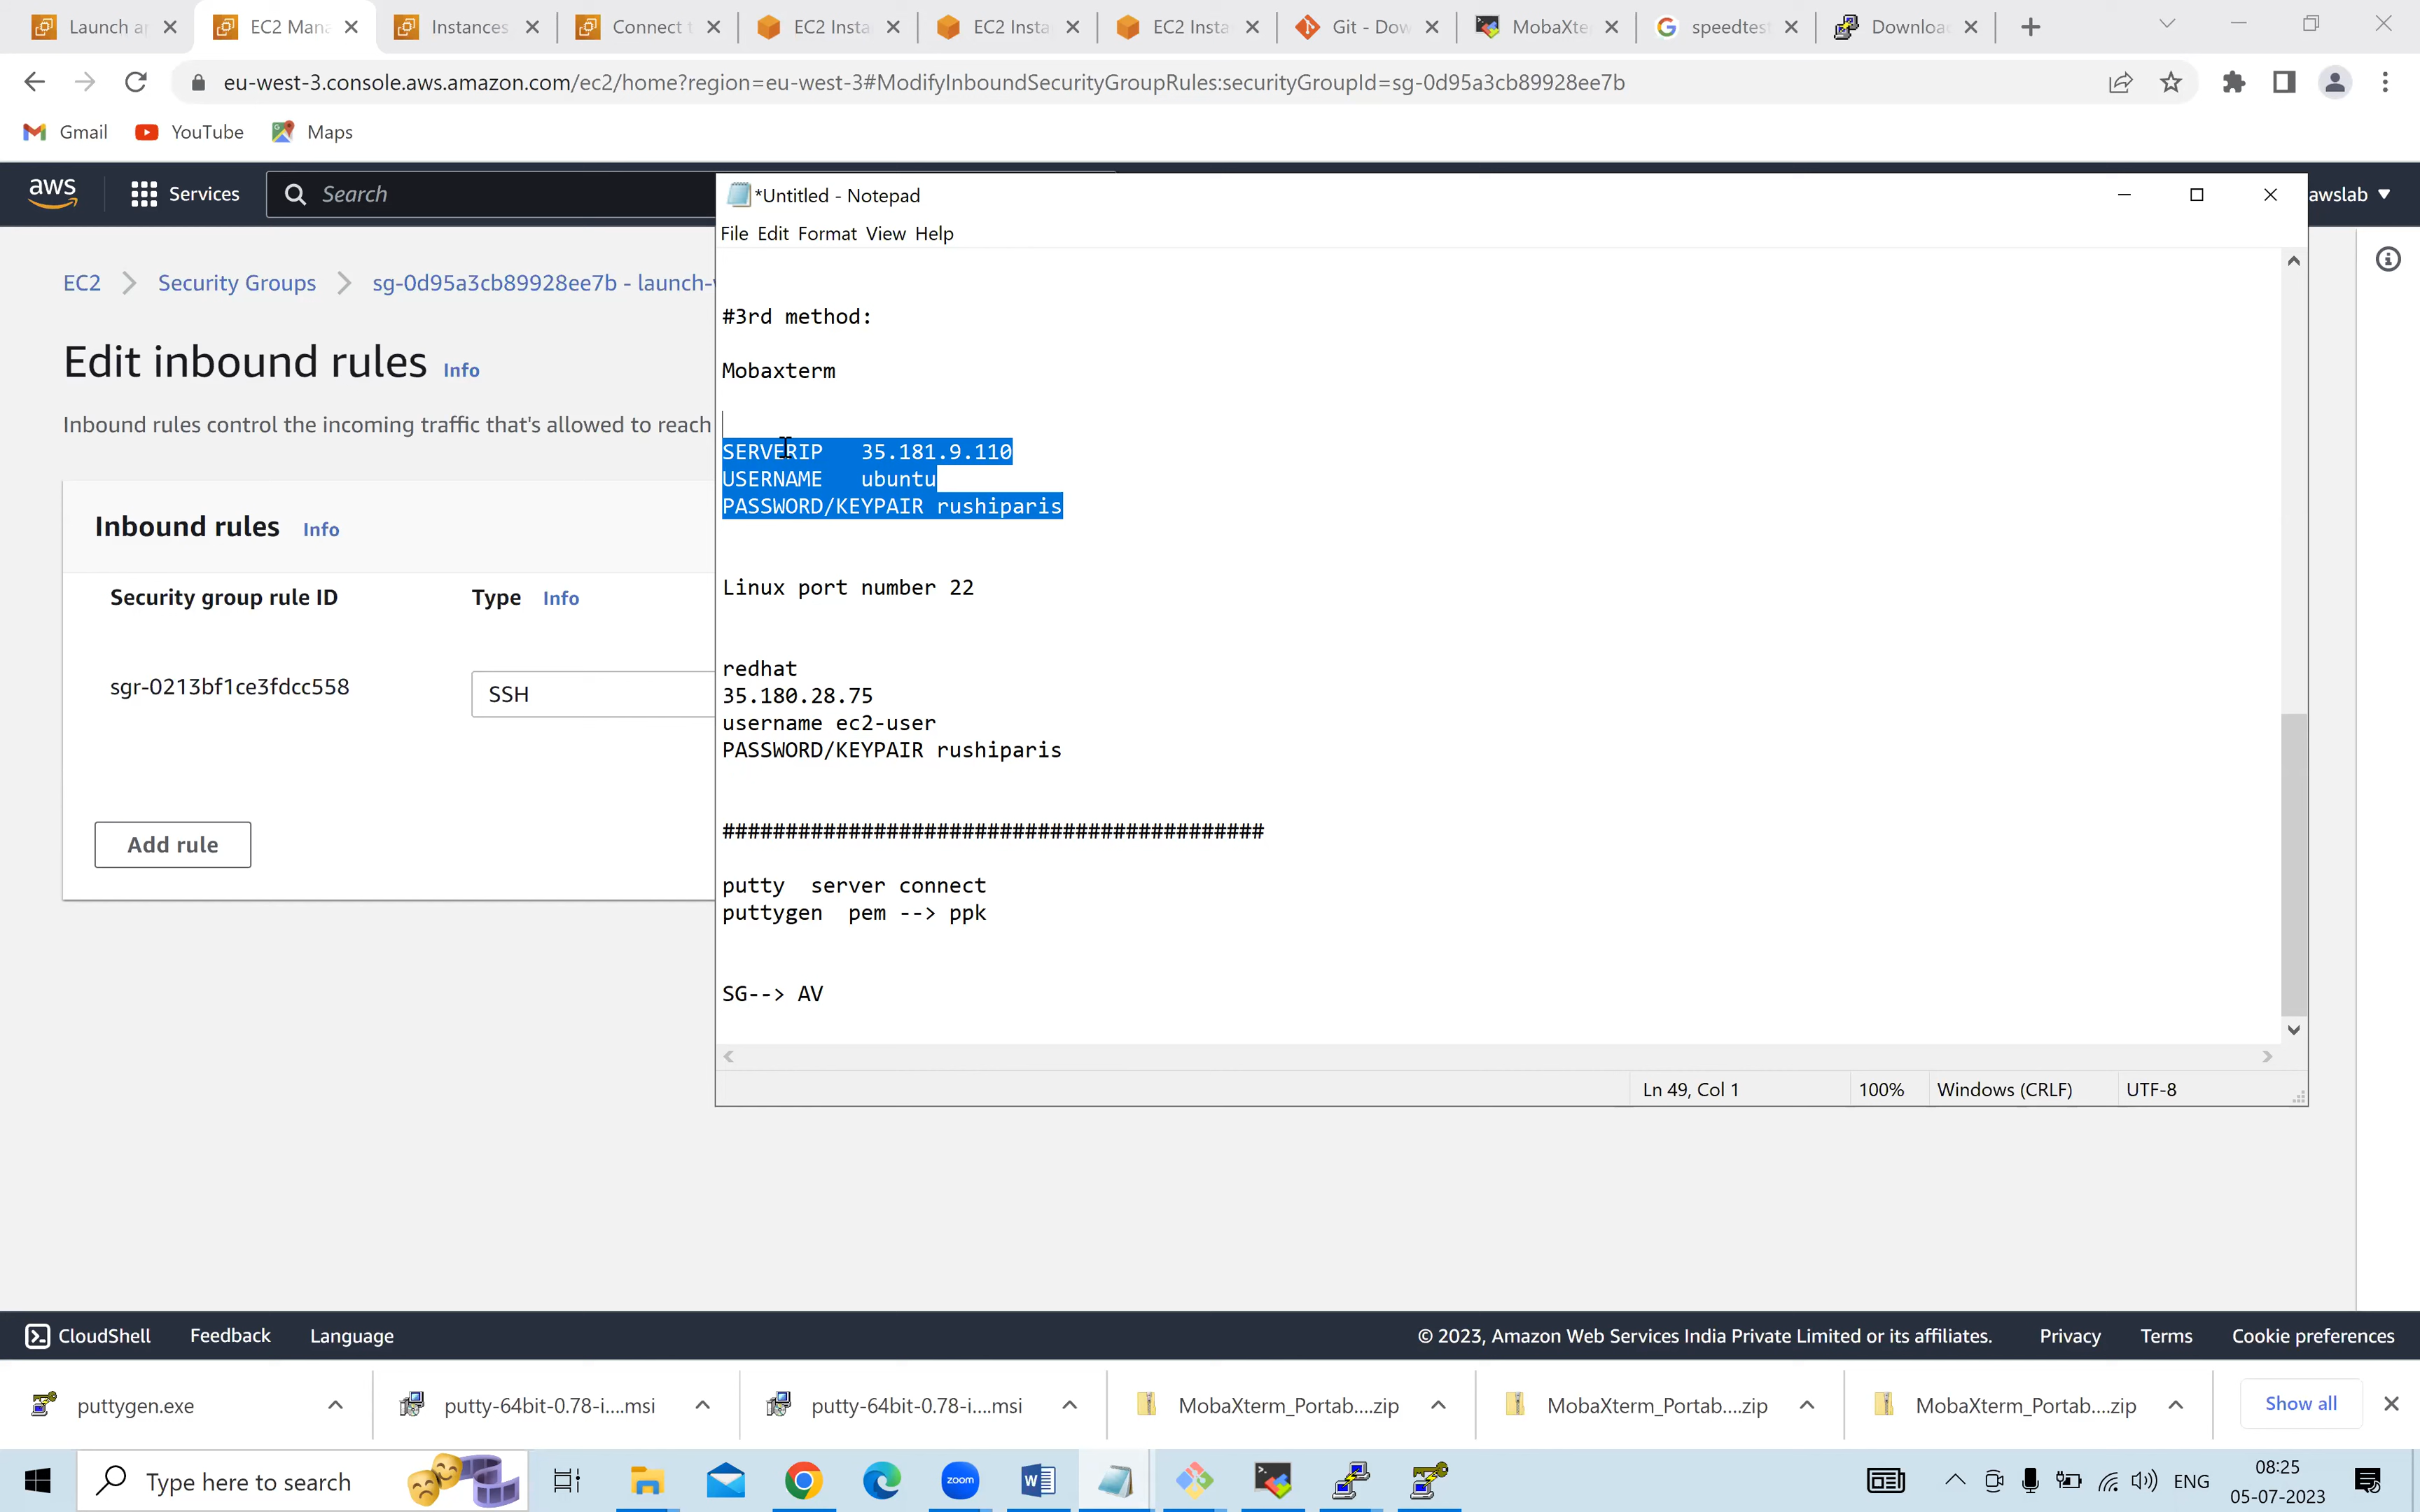 Launch a
EC2 Mana
Instances
Connect t
EC2 Insta
EC2 Insta
EC2 Insta
Git - Dow
MobaXte
speedtest
Downloa
eu-west-3.console.aws.amazon.com/ec2/home?region=eu-west-3#ModifyInboundSecurityGroupRules:securityGroupId=sg-0d95a3cb89928ee7b
Gmail YouTube Maps
aws Services Search
awslab
*Untitled - Notepad
File Edit Format View Help
EC2 Security Groups sg-0d95a3cb89928ee7b - launch-
Edit inbound rules Info
Inbound rules control the incoming traffic that's allowed to reach
Inbound rules Info
Security group rule ID Type Info
sgr-0213bf1ce3fdcc558 SSH
Add rule
#3rd method:
Mobaxterm
SERVERIP 35.181.9.110
USERNAME ubuntu
PASSWORD/KEYPAIR rushiparis
Linux port number 22
redhat
35.180.28.75
username ec2-user
PASSWORD/KEYPAIR rushiparis
###########################################
putty server connect
puttygen pem --> ppk
SG--> AV
Ln 49, Col 1 100% Windows (CRLF) UTF-8
CloudShell Feedback Language © 2023, Amazon Web Services India Private Limited or its affiliates. Privacy Terms Cookie preferences
puttygen.exe putty-64bit-0.78-i....msi putty-64bit-0.78-i....msi MobaXterm_Portab....zip MobaXterm_Portab....zip MobaXterm_Portab....zip Show all
Type here to search zoom ENG 08:25
05-07-2023